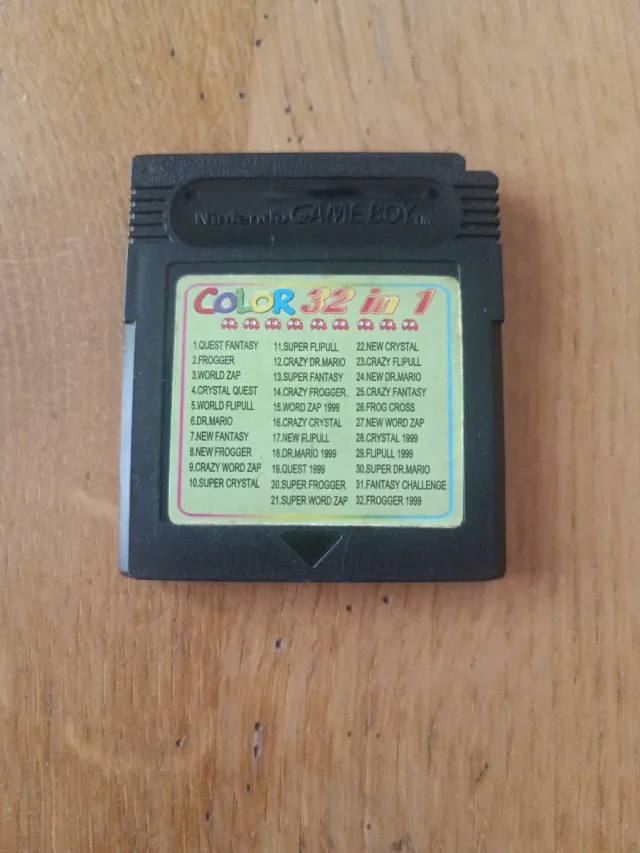 Nintendo GAME BOY TM
COLOR 32 in 1
1.QUEST FANTASY
2.FROGGER
3.WORLD ZAP
4.CRYSTAL QUEST
5.WORLD FLIPULL
6.DR.MARIO
7.NEW FANTASY
8.NEW FROGGER
9.CRAZY WORD ZAP
10.SUPER CRYSTAL
11.SUPER FLIPULL
12.CRAZY DR.MARIO
13.SUPER FANTASY
14.CRAZY FROGGER
15.WORD ZAP 1999
16.CRAZY CRYSTAL
17.NEW FLIPULL
18.DR.MARIO 1999
19.QUEST 1999
20.SUPER FROGGER
21.SUPER WORD ZAP
22.NEW CRYSTAL
23.CRAZY FLIPULL
24.NEW DR.MARIO
25.CRAZY FANTASY
26.FROG CROSS
27.NEW WORD ZAP
28.CRYSTAL 1999
29.FLIPULL 1999
30.SUPER DR.MARIO
31.FANTASY CHALLENGE
32.FROGGER 1999